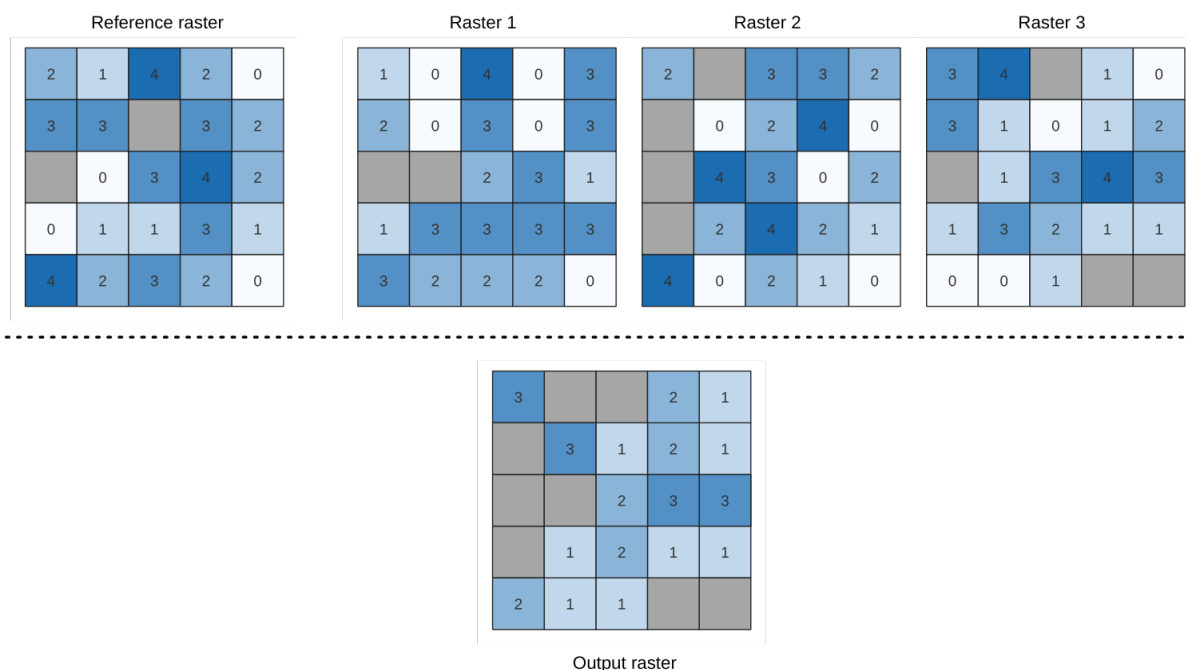 Reference raster Raster 1 Raster 2 Raster 3
2 1 4 2 0 1 0 4 0 3 2 3 3 2 3 4 1 0
3 3 3 2 2 0 3 0 3 0 2 4 0 3 1 0 1 2
0 3 4 2 2 3 1 4 3 0 2 1 3 4 3
0 1 1 3 1 1 3 3 3 3 2 4 2 1 1 3 2 1 1
4 2 3 2 0 3 2 2 2 0 4 0 2 1 0 0 0 1
3 2 1
3 1 2 1
2 3 3
1 2 1 1
2 1 1
Output raster